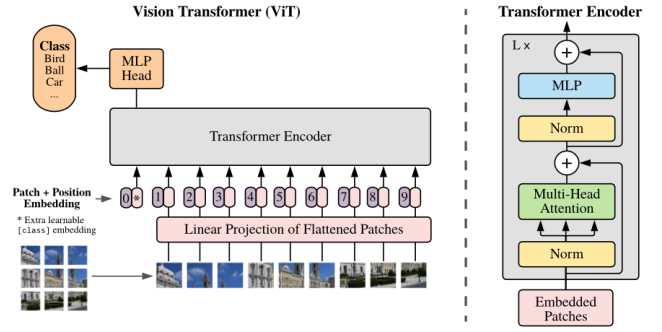 Vision Transformer (ViT)
Transformer Encoder
Class
Bird
Ball
Car
...
MLP
Head
Transformer Encoder
Patch + Position
Embedding
0 * 1 2 3 4 5 6 7 8 9
* Extra learnable
[class] embedding
Linear Projection of Flattened Patches
L x
+
MLP
Norm
+
Multi-Head
Attention
Norm
Embedded
Patches